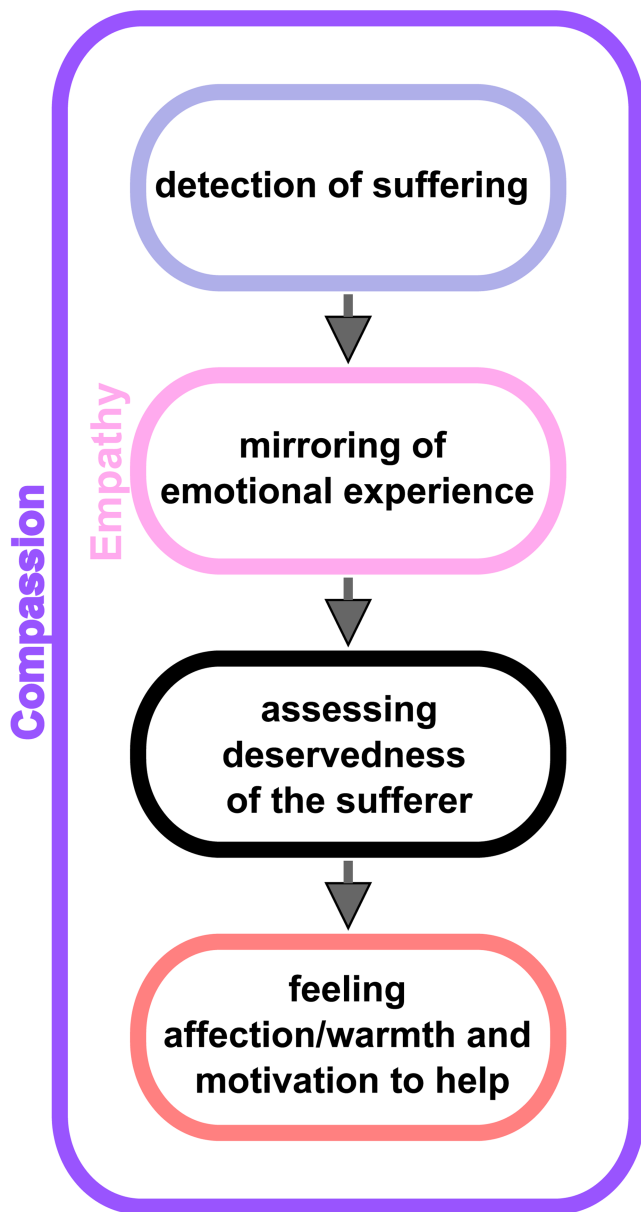 detection of suffering
Empathy
mirroring of
emotional experience
Compassion
assessing
deservedness
of the sufferer
feeling
affection/warmth and
motivation to help